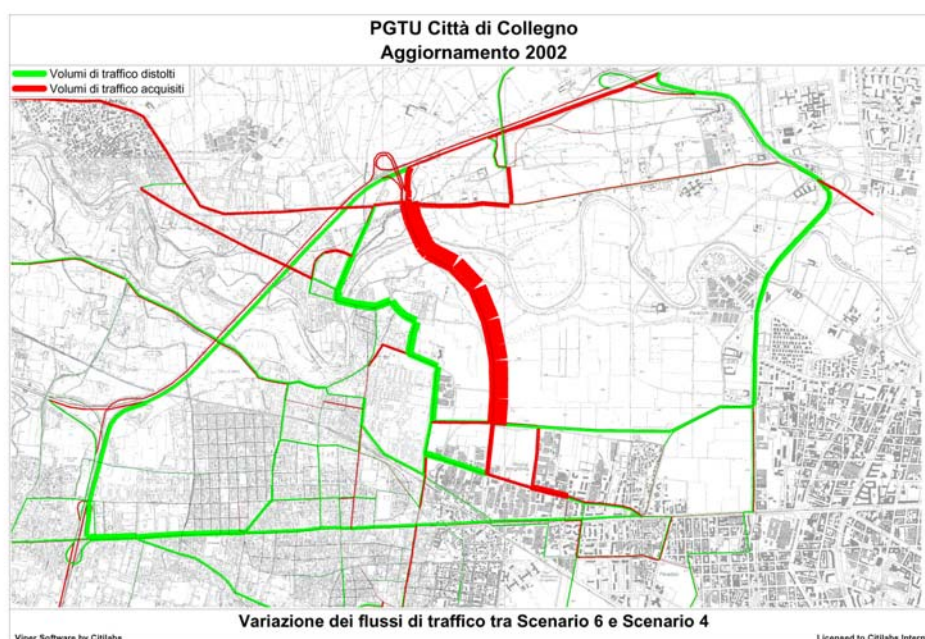 PGTU Città di Collegno
Aggiornamento 2002
Volumi di traffico distolti
Volumi di traffico acquisiti
Variazione dei flussi di traffico tra Scenario 6 e Scenario 4
Viper Software by Citilabs
Licensed to Citilabs Intern